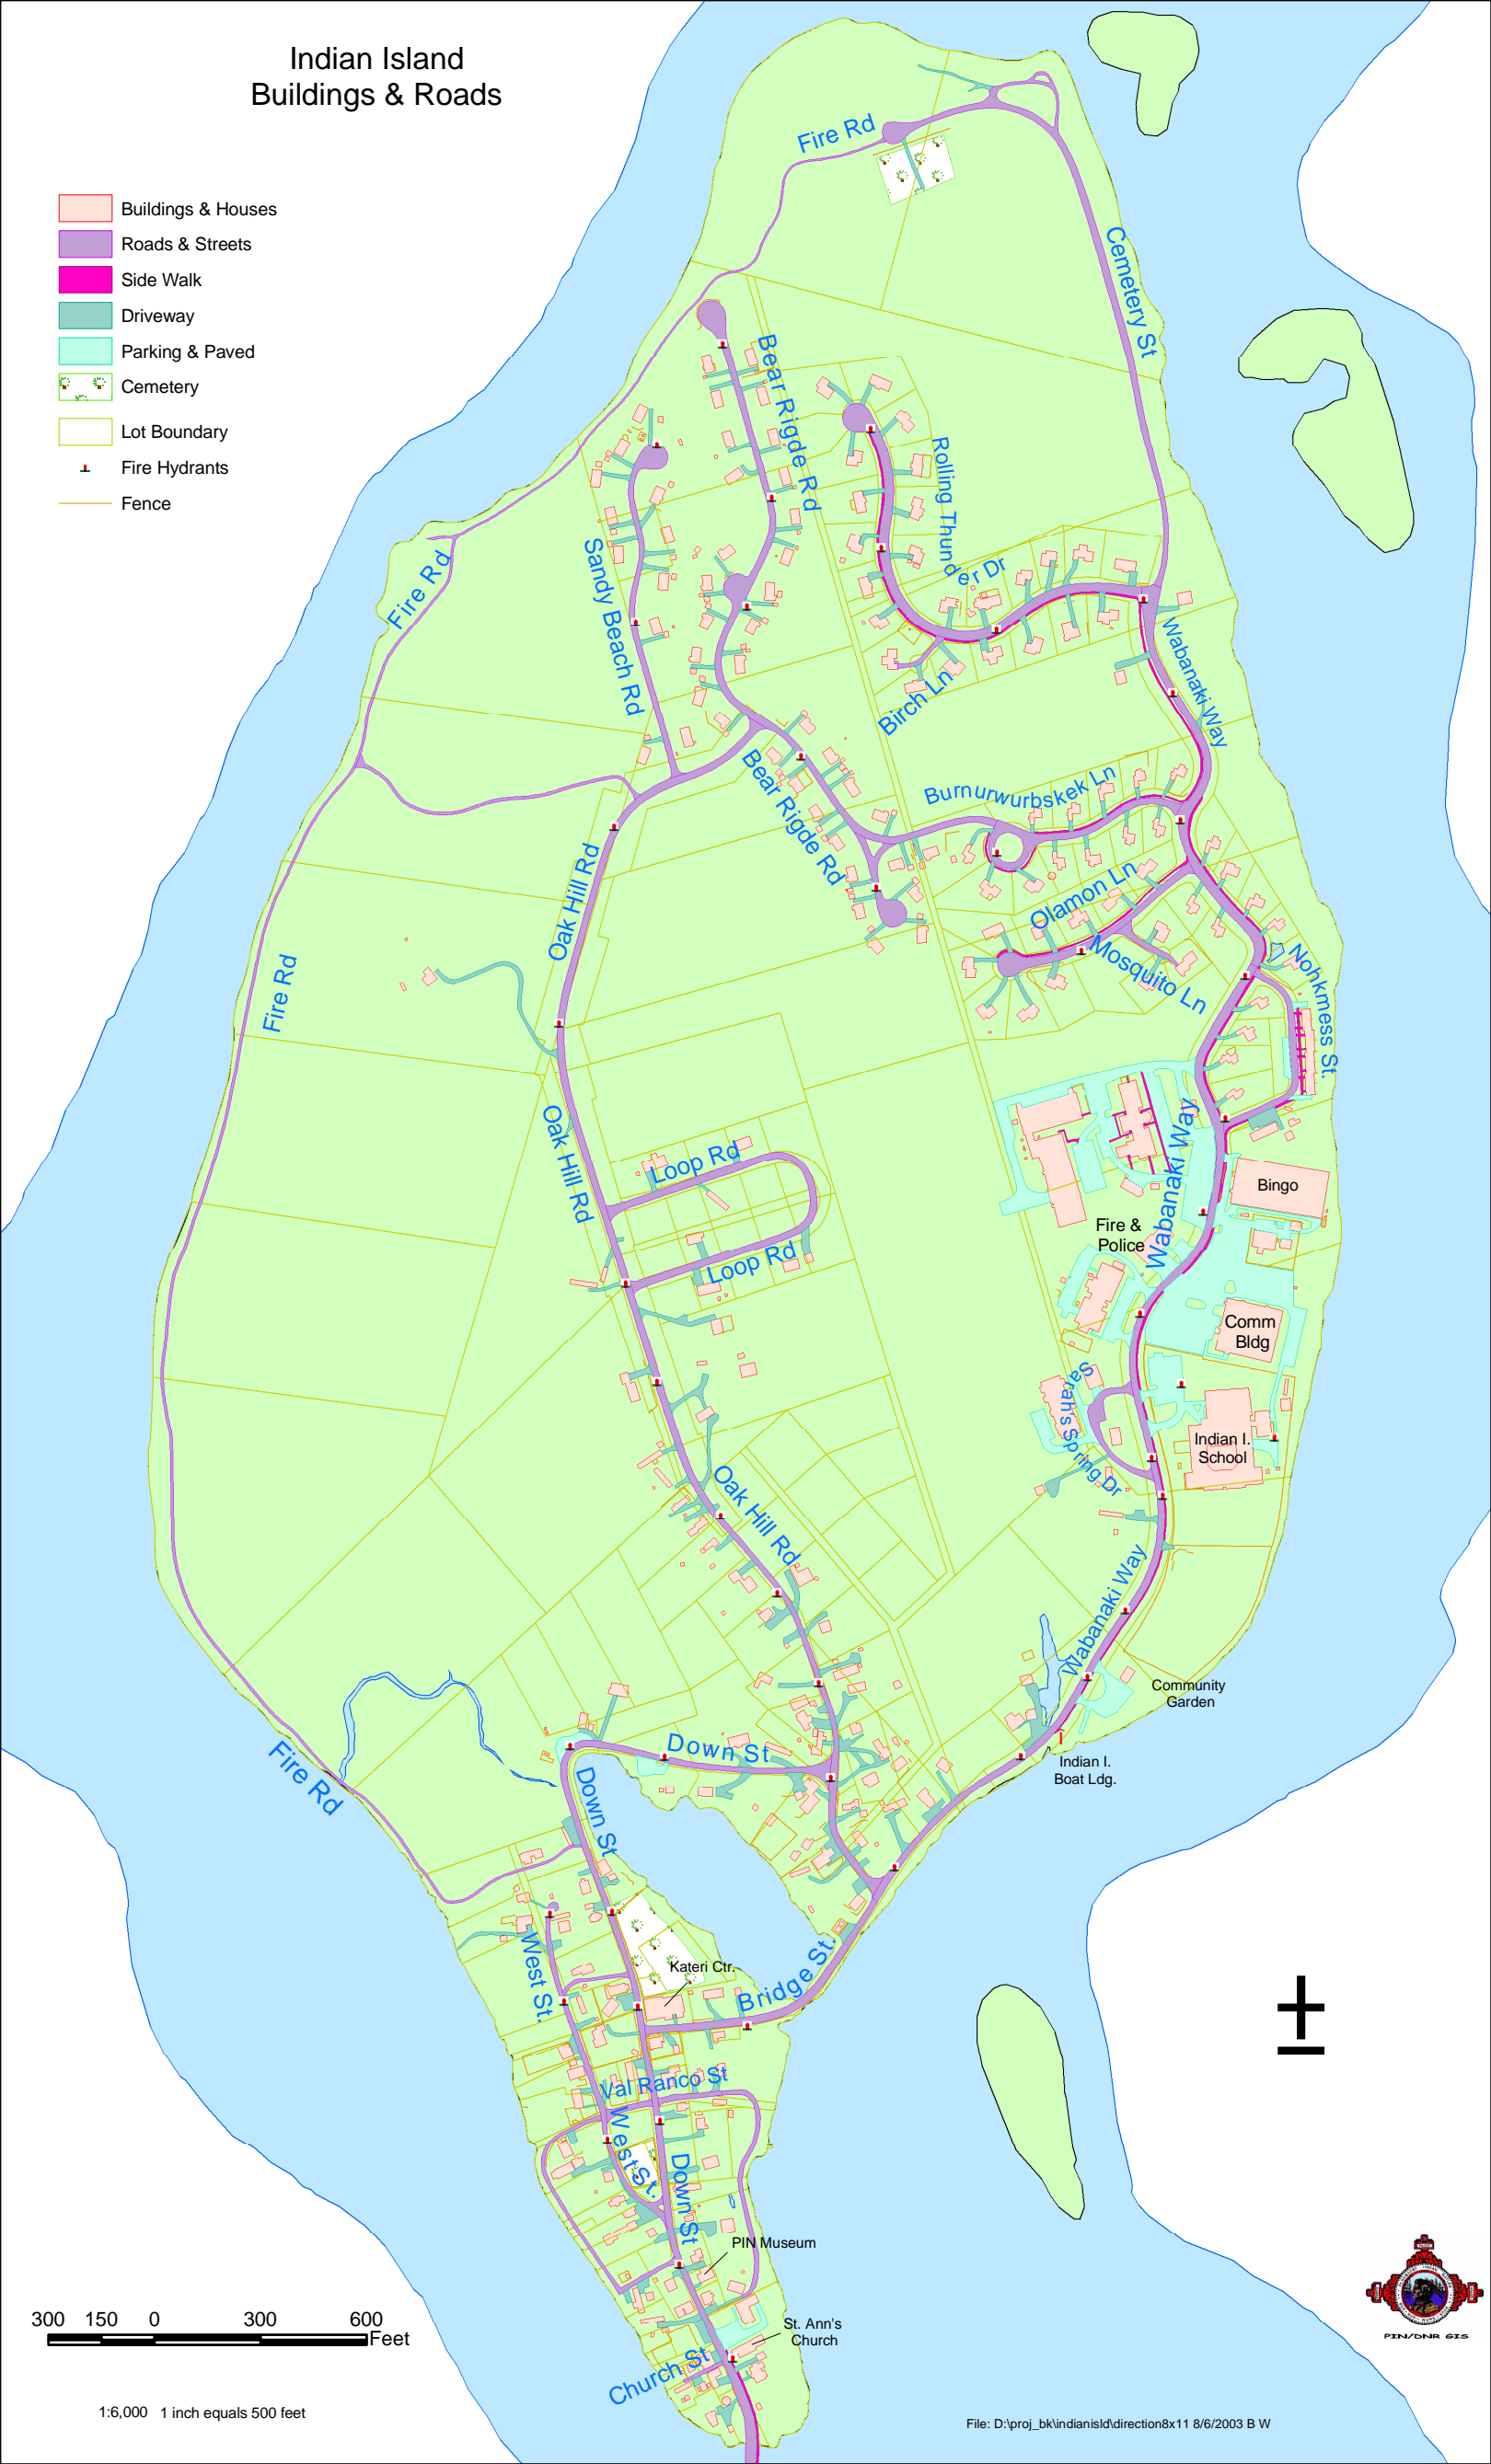 Indian Island
Buildings & Roads
Buildings & Houses
Roads & Streets
Side Walk
Driveway
Parking & Paved
Cemetery
Lot Boundary
Fire Hydrants
Fence
Fire Rd
Cemetery St
Bear Rigde Rd
Rolling Thunder Dr
Sandy Beach Rd
Fire Rd
Birch Ln
Wabanaki Way
Bear Rigde Rd
Burnurwurbskek Ln
Oak Hill Rd
Olamon Ln
Mosquito Ln
Nohkmess St.
Fire Rd
Oak Hill Rd
Loop Rd
Loop Rd
Wabanaki Way
Bingo
Fire &
Police
Comm
Bldg
Sarah's Spring Dr
Indian I.
School
Oak Hill Rd
Wabanaki Way
Community
Garden
Indian I.
Boat Ldg.
Fire Rd
Down St
Down St
West St.
Kateri Ctr.
Bridge St.
Val Ranco St
West St.
Down St
PIN Museum
St. Ann's
Church
Church St
300 150 0 300 600
Feet
1:6,000 1 inch equals 500 feet
PIN/DNR GIS
File: D:\proj_bk\indianisld\direction8x11 8/6/2003 B W